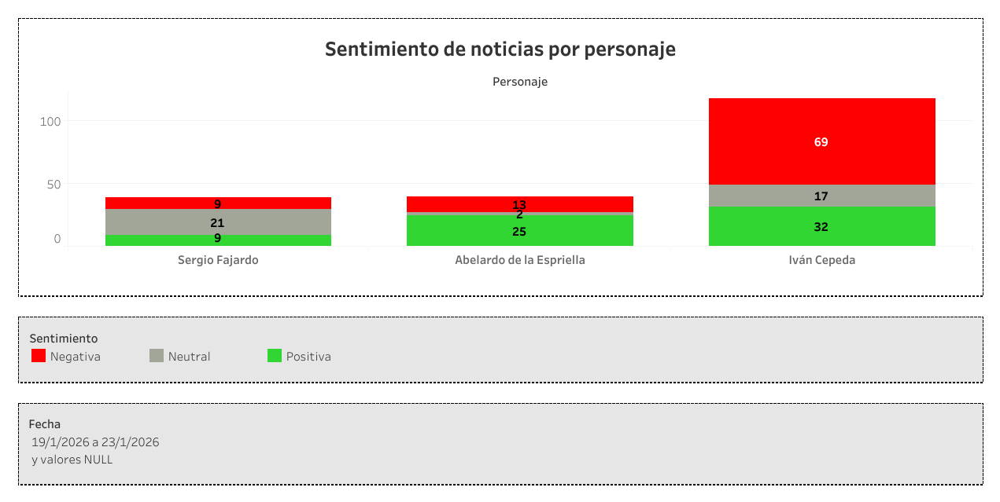 Sentimiento de noticias por personaje
Personaje
100
50
0
9
21
9
13
2
25
69
17
32
Sergio Fajardo
Abelardo de la Espriella
Iván Cepeda
Sentimiento
Negativa
Neutral
Positiva
Fecha
19/1/2026 a 23/1/2026
y valores NULL